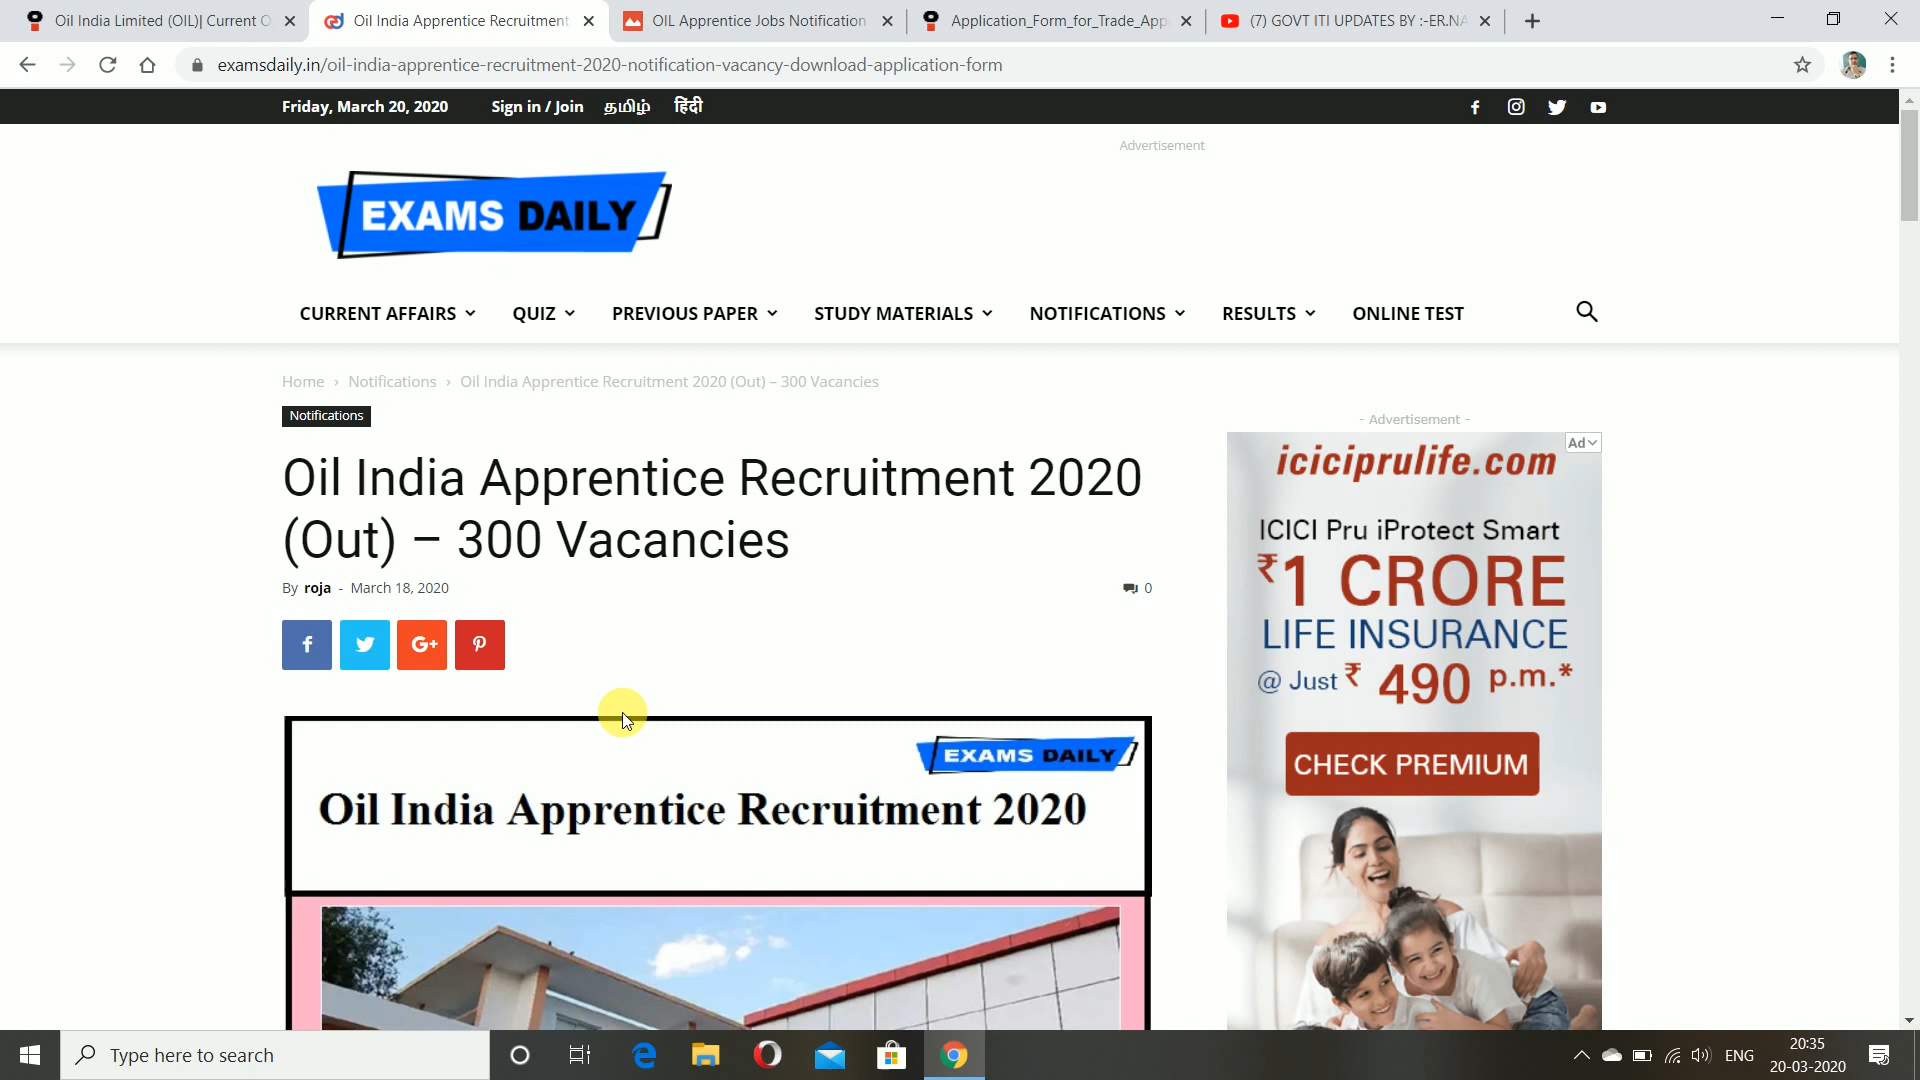 Oil India Limited (OIL)| Current O
Oil India Apprentice Recruitment
OIL Apprentice Jobs Notification
Application_Form_for_Trade_App
(7) GOVT ITI UPDATES BY :-ER.NA
examsdaily.in/oil-india-apprentice-recruitment-2020-notification-vacancy-download-application-form
Friday, March 20, 2020 Sign in / Join தமிழ் हिंदी
Advertisement
EXAMS DAILY
CURRENT AFFAIRS QUIZ PREVIOUS PAPER STUDY MATERIALS NOTIFICATIONS RESULTS ONLINE TEST
Home › Notifications › Oil India Apprentice Recruitment 2020 (Out) – 300 Vacancies
Notifications
Oil India Apprentice Recruitment 2020
(Out) – 300 Vacancies
By roja - March 18, 2020
0
f G+
EXAMS DAILY
Oil India Apprentice Recruitment 2020
- Advertisement -
Ad
iciciprulife.com
ICICI Pru iProtect Smart
₹1 CRORE
LIFE INSURANCE
@ Just ₹ 490 p.m.*
CHECK PREMIUM
Type here to search
ENG
20:35
20-03-2020